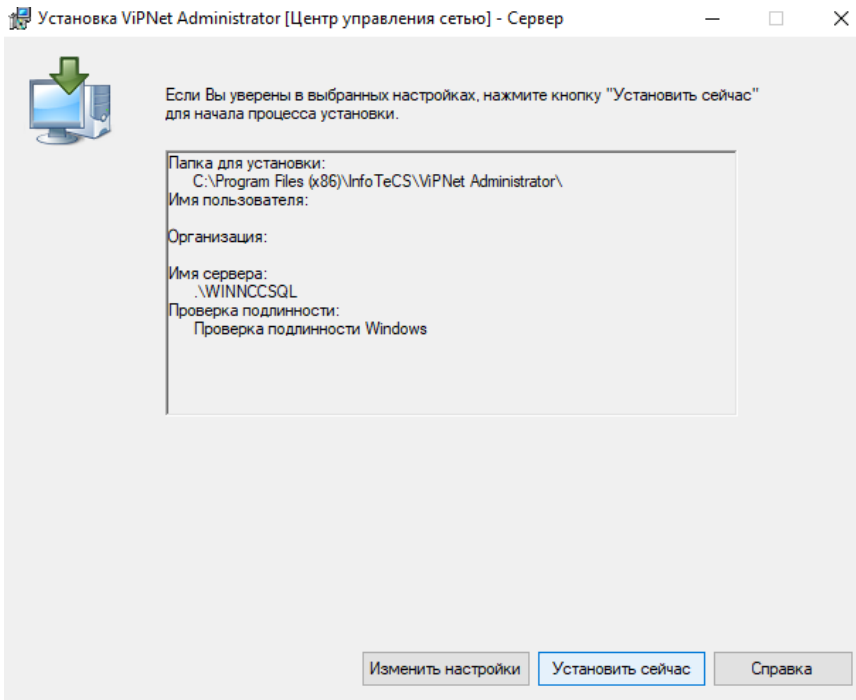 Установка ViPNet Administrator [Центр управления сетью] - Сервер
Если Вы уверены в выбранных настройках, нажмите кнопку "Установить сейчас"
для начала процесса установки.
Папка для установки:
C:\Program Files (x86)\InfoTeCS\ViPNet Administrator\
Имя пользователя:
Организация:
Имя сервера:
.\WINNCCSQL
Проверка подлинности:
Проверка подлинности Windows
Изменить настройки
Установить сейчас
Справка